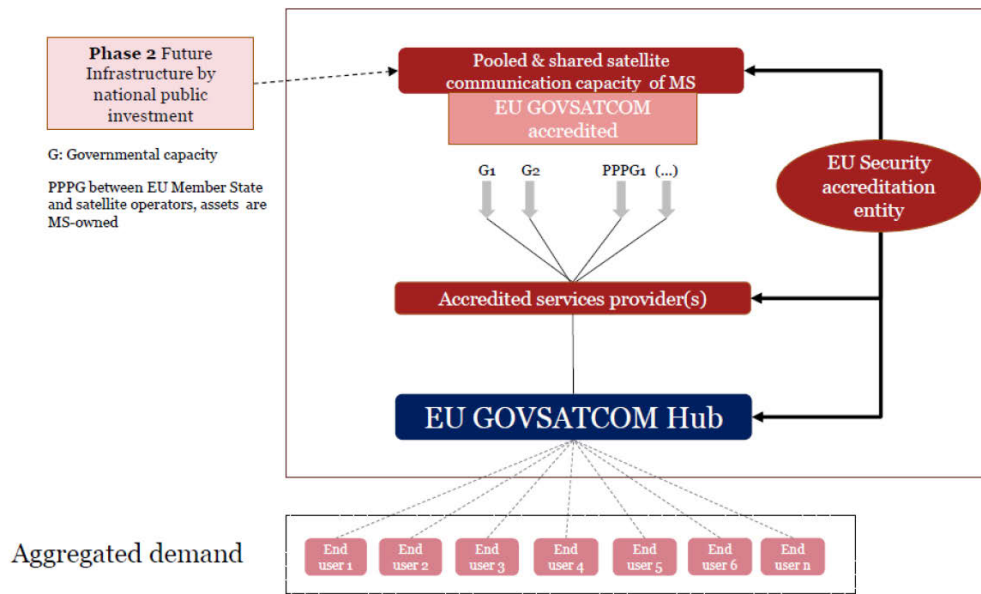 Phase 2 Future
Infrastructure by
national public
investment
G: Governmental capacity
PPPG between EU Member State
and satellite operators, assets are
MS-owned
Pooled & shared satellite
communication capacity of MS
EU GOVSATCOM
accredited
G1 G2 PPPG1 (...)
EU Security
accreditation
entity
Accredited services provider(s)
EU GOVSATCOM Hub
Aggregated demand
End
user 1
End
user 2
End
user 3
End
user 4
End
user 5
End
user 6
End
user n